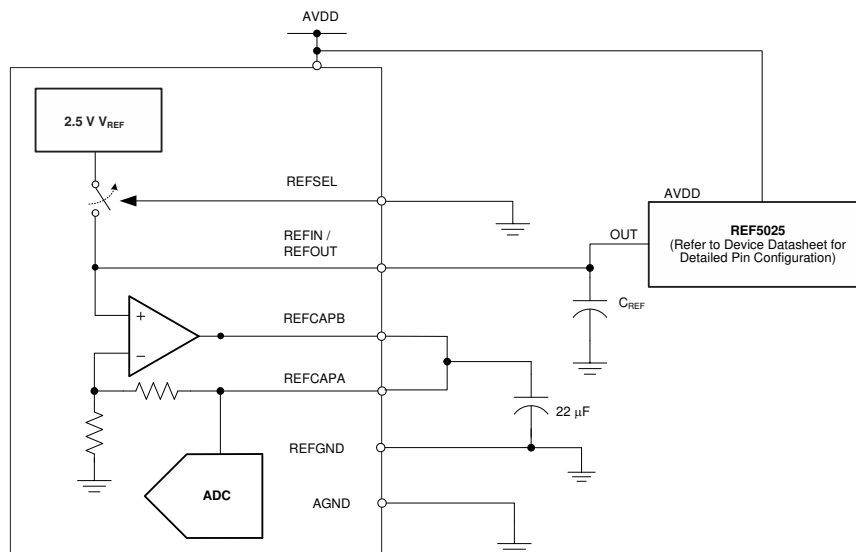 AVDD
2.5 V VREF
REFSEL
AVDD
REF5025
(Refer to Device Datasheet for
Detailed Pin Configuration)
OUT
REFIN /
REFOUT
CREF
+
−
REFCAPB
REFCAPA
22 μF
REFGND
ADC
AGND